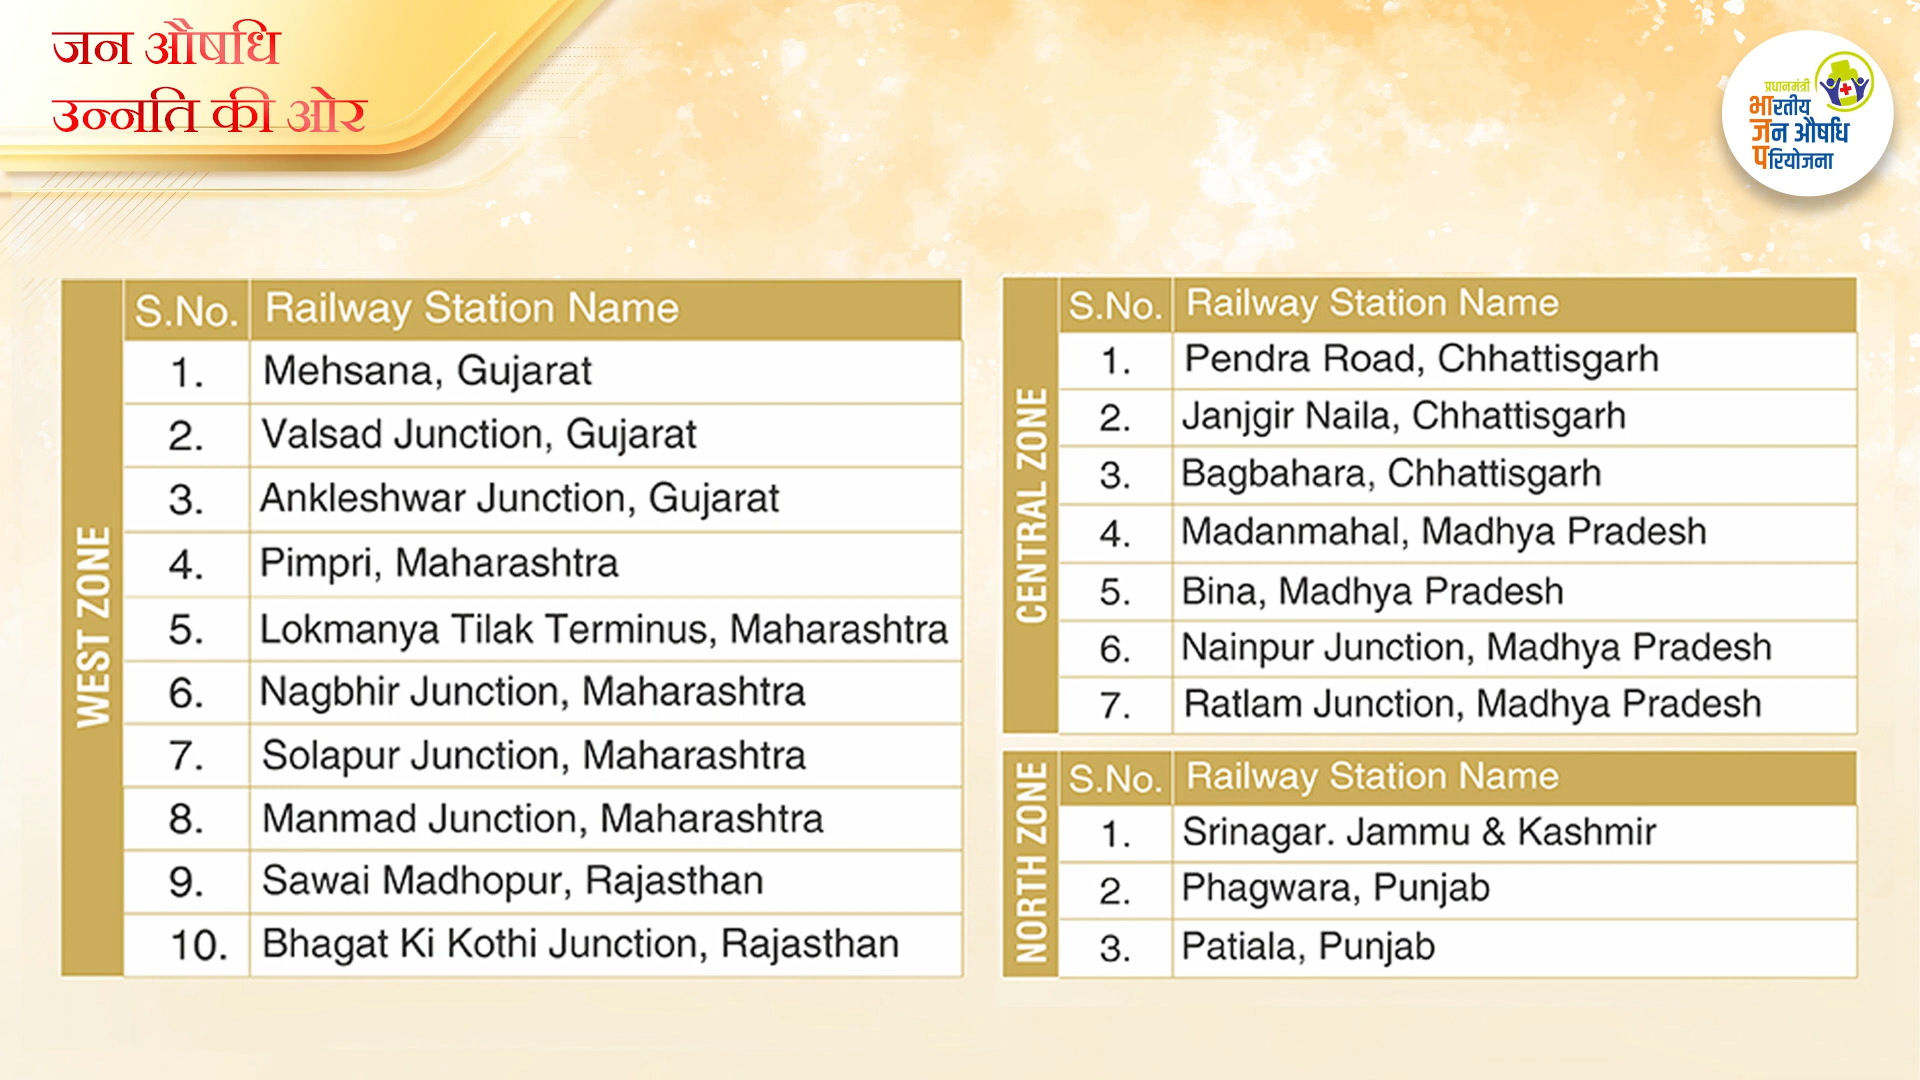 जन औषधि
उन्नति की ओर
प्रधानमंत्री
भारतीय
जन औषधि
परियोजना
WEST ZONE
S.No. Railway Station Name
1. Mehsana, Gujarat
2. Valsad Junction, Gujarat
3. Ankleshwar Junction, Gujarat
4. Pimpri, Maharashtra
5. Lokmanya Tilak Terminus, Maharashtra
6. Nagbhir Junction, Maharashtra
7. Solapur Junction, Maharashtra
8. Manmad Junction, Maharashtra
9. Sawai Madhopur, Rajasthan
10. Bhagat Ki Kothi Junction, Rajasthan
CENTRAL ZONE
S.No. Railway Station Name
1. Pendra Road, Chhattisgarh
2. Janjgir Naila, Chhattisgarh
3. Bagbahara, Chhattisgarh
4. Madanmahal, Madhya Pradesh
5. Bina, Madhya Pradesh
6. Nainpur Junction, Madhya Pradesh
7. Ratlam Junction, Madhya Pradesh
NORTH ZONE
S.No. Railway Station Name
1. Srinagar. Jammu & Kashmir
2. Phagwara, Punjab
3. Patiala, Punjab